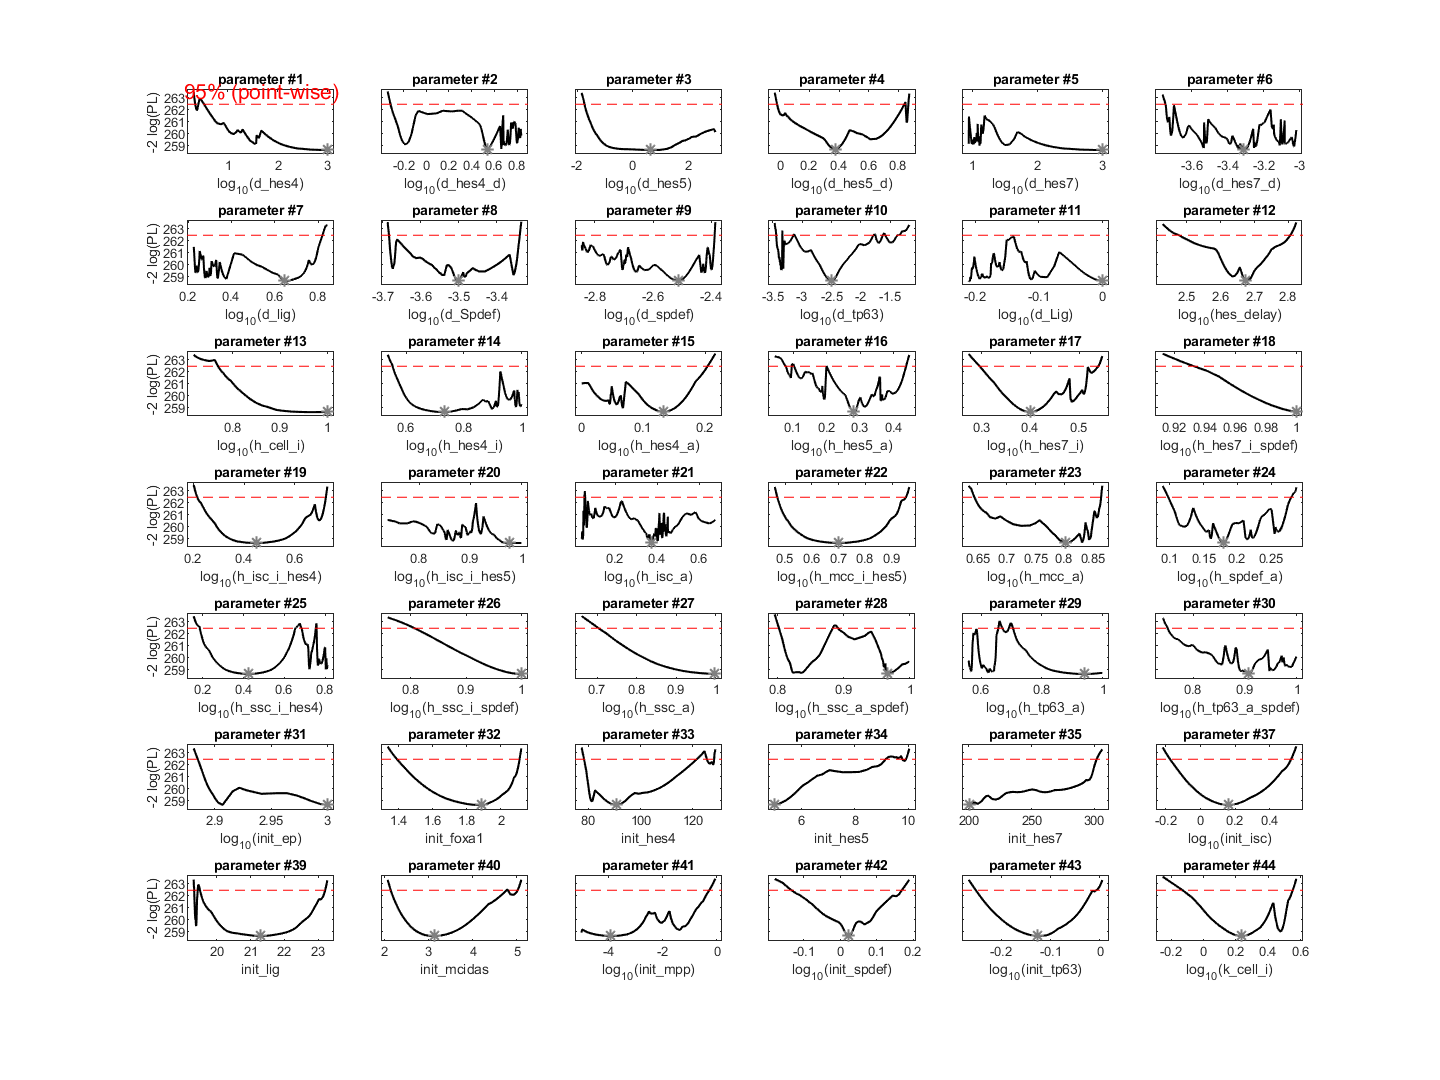 parameter #1 parameter #2 parameter #3 parameter #4 parameter #5 parameter #6
95% (point-wise)
-2 log(PL)
263
262
261
260
259
1 2 3 -0.2 0 0.2 0.4 0.6 0.8 -2 0 2 0 0.2 0.4 0.6 0.8 1 2 3 -3.6 -3.4 -3.2 -3
log10(d_hes4) log10(d_hes4_d) log10(d_hes5) log10(d_hes5_d) log10(d_hes7) log10(d_hes7_d)
parameter #7 parameter #8 parameter #9 parameter #10 parameter #11 parameter #12
-2 log(PL)
263
262
261
260
259
0.2 0.4 0.6 0.8 -3.7 -3.6 -3.5 -3.4 -2.8 -2.6 -2.4 -3.5 -3 -2.5 -2 -1.5 -0.2 -0.1 0 2.5 2.6 2.7 2.8
log10(d_lig) log10(d_Spdef) log10(d_spdef) log10(d_tp63) log10(d_Lig) log10(hes_delay)
parameter #13 parameter #14 parameter #15 parameter #16 parameter #17 parameter #18
-2 log(PL)
263
262
261
260
259
0.8 0.9 1 0.6 0.8 1 0 0.1 0.2 0.1 0.2 0.3 0.4 0.3 0.4 0.5 0.92 0.94 0.96 0.98 1
log10(h_cell_i) log10(h_hes4_i) log10(h_hes4_a) log10(h_hes5_a) log10(h_hes7_i) log10(h_hes7_i_spdef)
parameter #19 parameter #20 parameter #21 parameter #22 parameter #23 parameter #24
-2 log(PL)
263
262
261
260
259
0.2 0.4 0.6 0.8 0.9 1 0.2 0.4 0.6 0.5 0.6 0.7 0.8 0.9 0.65 0.7 0.75 0.8 0.85 0.1 0.15 0.2 0.25
log10(h_isc_i_hes4) log10(h_isc_i_hes5) log10(h_isc_a) log10(h_mcc_i_hes5) log10(h_mcc_a) log10(h_spdef_a)
parameter #25 parameter #26 parameter #27 parameter #28 parameter #29 parameter #30
-2 log(PL)
263
262
261
260
259
0.2 0.4 0.6 0.8 0.8 0.9 1 0.7 0.8 0.9 1 0.8 0.9 1 0.6 0.8 1 0.8 0.9 1
log10(h_ssc_i_hes4) log10(h_ssc_i_spdef) log10(h_ssc_a) log10(h_ssc_a_spdef) log10(h_tp63_a) log10(h_tp63_a_spdef)
parameter #31 parameter #32 parameter #33 parameter #34 parameter #35 parameter #37
-2 log(PL)
263
262
261
260
259
2.9 2.95 3 1.4 1.6 1.8 2 80 100 120 6 8 10 200 250 300 -0.2 0 0.2 0.4
log10(init_ep) init_foxa1 init_hes4 init_hes5 init_hes7 log10(init_isc)
parameter #39 parameter #40 parameter #41 parameter #42 parameter #43 parameter #44
-2 log(PL)
263
262
261
260
259
20 21 22 23 2 3 4 5 -4 -2 0 -0.1 0 0.1 0.2 -0.2 -0.1 0 -0.2 0 0.2 0.4 0.6
init_lig init_mcidas log10(init_mpp) log10(init_spdef) log10(init_tp63) log10(k_cell_i)